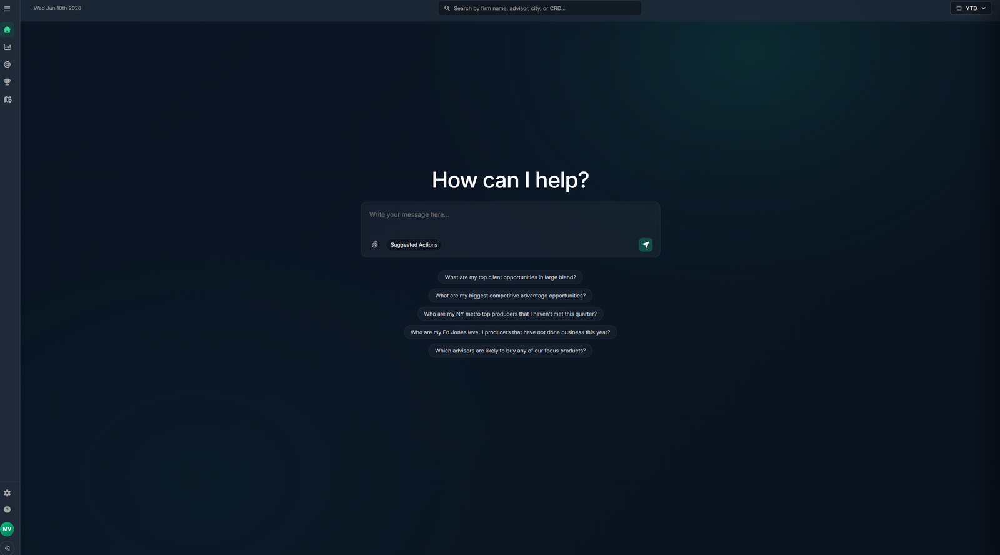 Wed Jun 10th 2026
Search by firm name, advisor, city, or CRD...
YTD
How can I help?
Write your message here...
Suggested Actions
What are my top client opportunities in large blend?
What are my biggest competitive advantage opportunities?
Who are my NY metro top producers that I haven't met this quarter?
Who are my Ed Jones level 1 producers that have not done business this year?
Which advisors are likely to buy any of our focus products?
MV